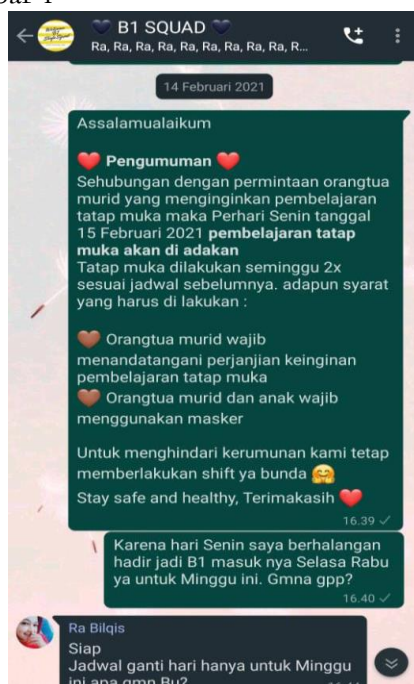 B1 SQUAD
Ra, Ra, Ra, Ra, Ra, Ra, Ra, Ra, Ra, R...
14 Februari 2021
Assalamualaikum
Pengumuman
Sehubungan dengan permintaan orangtua
murid yang menginginkan pembelajaran
tatap muka maka Perhari Senin tanggal
15 Februari 2021 pembelajaran tatap
muka akan di adakan
Tatap muka dilakukan seminggu 2x
sesuai jadwal sebelumnya. adapun syarat
yang harus di lakukan :
Orangtua murid wajib
menandatangani perjanjian keinginan
pembelajaran tatap muka
Orangtua murid dan anak wajib
menggunakan masker
Untuk menghindari kerumunan kami tetap
memberlakukan shift ya bunda 🤗
Stay safe and healthy, Terimakasih
16.39
Karena hari Senin saya berhalangan
hadir jadi B1 masuk nya Selasa Rabu
ya untuk Minggu ini. Gmna gpp?
16.40
Ra Bilqis
Siap
Jadwal ganti hari hanya untuk Minggu
ini apa gmn Bu?